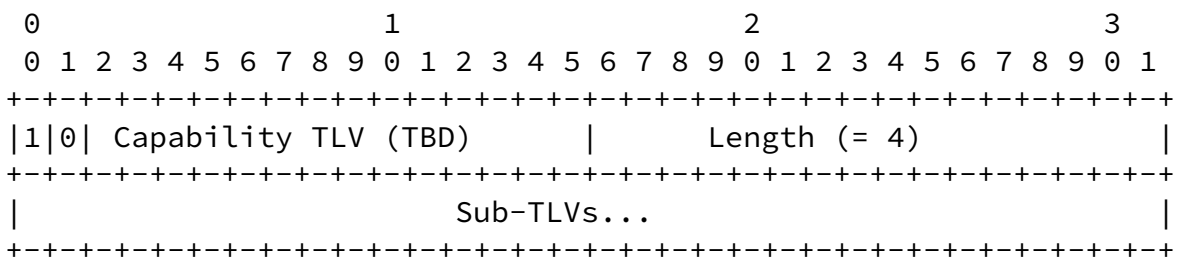 0                   1                   2                   3
 0 1 2 3 4 5 6 7 8 9 0 1 2 3 4 5 6 7 8 9 0 1 2 3 4 5 6 7 8 9 0 1
+-+-+-+-+-+-+-+-+-+-+-+-+-+-+-+-+-+-+-+-+-+-+-+-+-+-+-+-+-+-+-+-+
|1|0| Capability TLV (TBD)      |      Length (= 4)             |
+-+-+-+-+-+-+-+-+-+-+-+-+-+-+-+-+-+-+-+-+-+-+-+-+-+-+-+-+-+-+-+-+
|                        Sub-TLVs...                            |
+-+-+-+-+-+-+-+-+-+-+-+-+-+-+-+-+-+-+-+-+-+-+-+-+-+-+-+-+-+-+-+-+